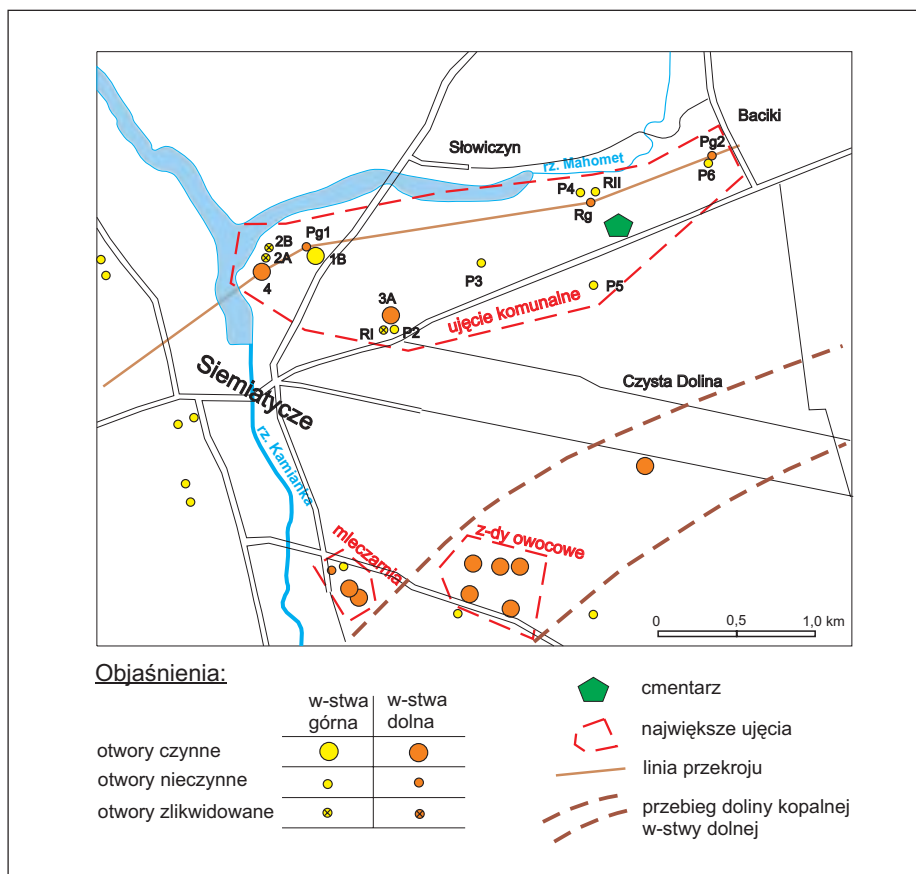 Baciki
Słowiczyn
rz. Mahomet
Pg2
P6
P4
RII
Rg
2B
Pg1
2A
1B
4
P3
P5
3A
RI
P2
ujęcie komunalne
Siemiatycze
Czysta Dolina
rz. Kamianka
mleczarnia
z-dy owocowe
0
0,5
1,0 km
Objaśnienia:
w-stwa górna
w-stwa dolna
otwory czynne
otwory nieczynne
otwory zlikwidowane
cmentarz
największe ujęcia
linia przekroju
przebieg doliny kopalnej
w-stwy dolnej